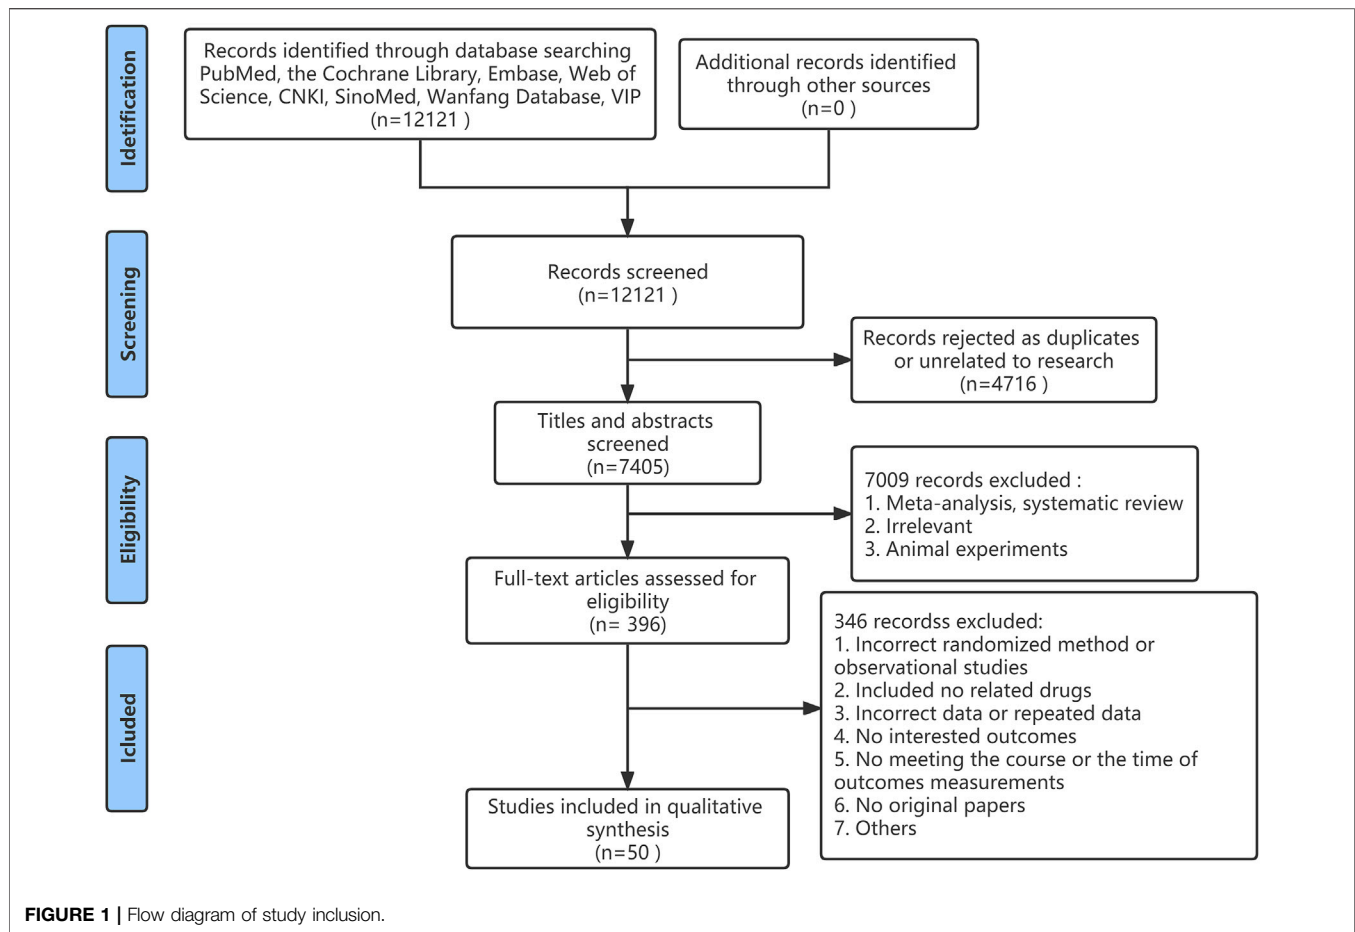 Idetification
Records identified through database searching
PubMed, the Cochrane Library, Embase, Web of
Science, CNKI, SinoMed, Wanfang Database, VIP
(n=12121 )
Additional records identified
through other sources
(n=0 )
Screening
Records screened
(n=12121 )
Records rejected as duplicates
or unrelated to research
(n=4716 )
Titles and abstracts
screened
(n=7405)
Eligibility
7009 records excluded :
1. Meta-analysis, systematic review
2. Irrelevant
3. Animal experiments
Full-text articles assessed for
eligibility
(n= 396)
346 recordss excluded:
1. Incorrect randomized method or
observational studies
2. Included no related drugs
3. Incorrect data or repeated data
4. No interested outcomes
5. No meeting the course or the time of
outcomes measurements
6. No original papers
7. Others
Icluded
Studies included in qualitative
synthesis
(n=50 )
FIGURE 1 | Flow diagram of study inclusion.